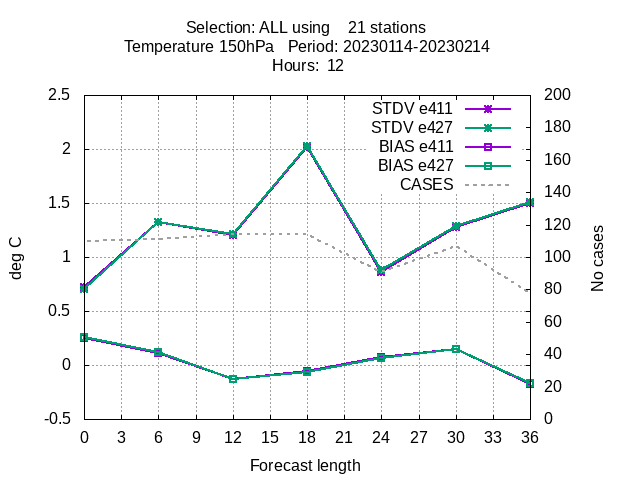 Selection: ALL using    21 stations
Temperature 150hPa   Period: 20230114-20230214
Hours:  12
STDV e411
STDV e427
BIAS e411
BIAS e427
CASES
2.5
2
1.5
1
0.5
0
-0.5
deg C
200
180
160
140
120
100
80
60
40
20
0
No cases
0 3 6 9 12 15 18 21 24 27 30 33 36
Forecast length